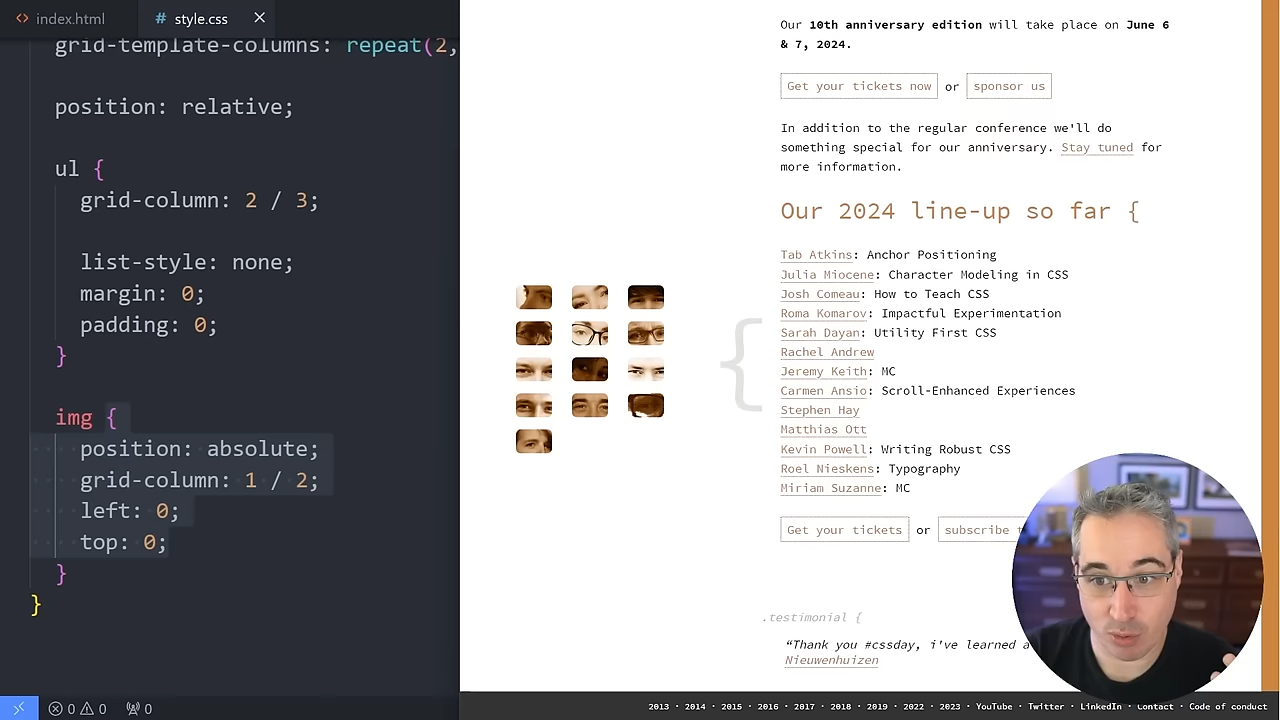 index.html
style.css
grid-template-columns: repeat(2,
position: relative;
ul {
grid-column: 2 / 3;
list-style: none;
margin: 0;
padding: 0;
}
img {
position: absolute;
grid-column: 1 / 2;
left: 0;
top: 0;
}
}
0 0 0
Our 10th anniversary edition will take place on June 6
& 7, 2024.
Get your tickets now or sponsor us
In addition to the regular conference we'll do
something special for our anniversary. Stay tuned for
more information.
Our 2024 line-up so far {
{
Tab Atkins: Anchor Positioning
Julia Miocene: Character Modeling in CSS
Josh Comeau: How to Teach CSS
Roma Komarov: Impactful Experimentation
Sarah Dayan: Utility First CSS
Rachel Andrew
Jeremy Keith: MC
Carmen Ansio: Scroll-Enhanced Experiences
Stephen Hay
Matthias Ott
Kevin Powell: Writing Robust CSS
Roel Nieskens: Typography
Miriam Suzanne: MC
Get your tickets or subscribe
.testimonial {
“Thank you #cssday, i've learned
Nieuwenhuizen
2013 · 2014 · 2015 · 2016 · 2017 · 2018 · 2019 · 2022 · 2023 · YouTube · Twitter · LinkedIn · Contact · Code of conduct